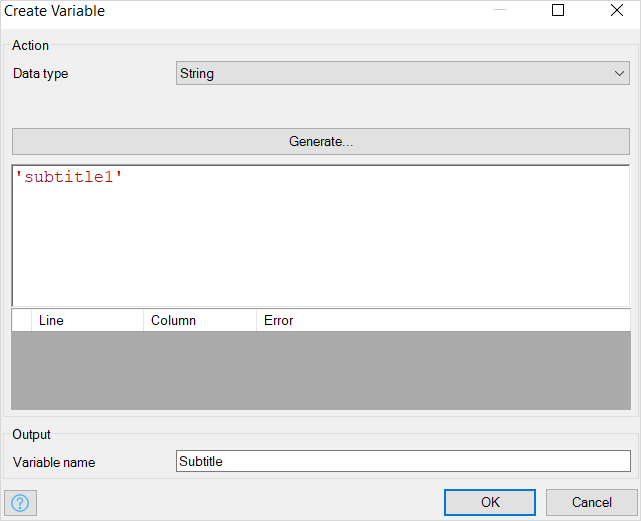 Create Variable
Action
Data type String
Generate...
'subtitle1'
Line Column Error
Output
Variable name Subtitle
? OK Cancel